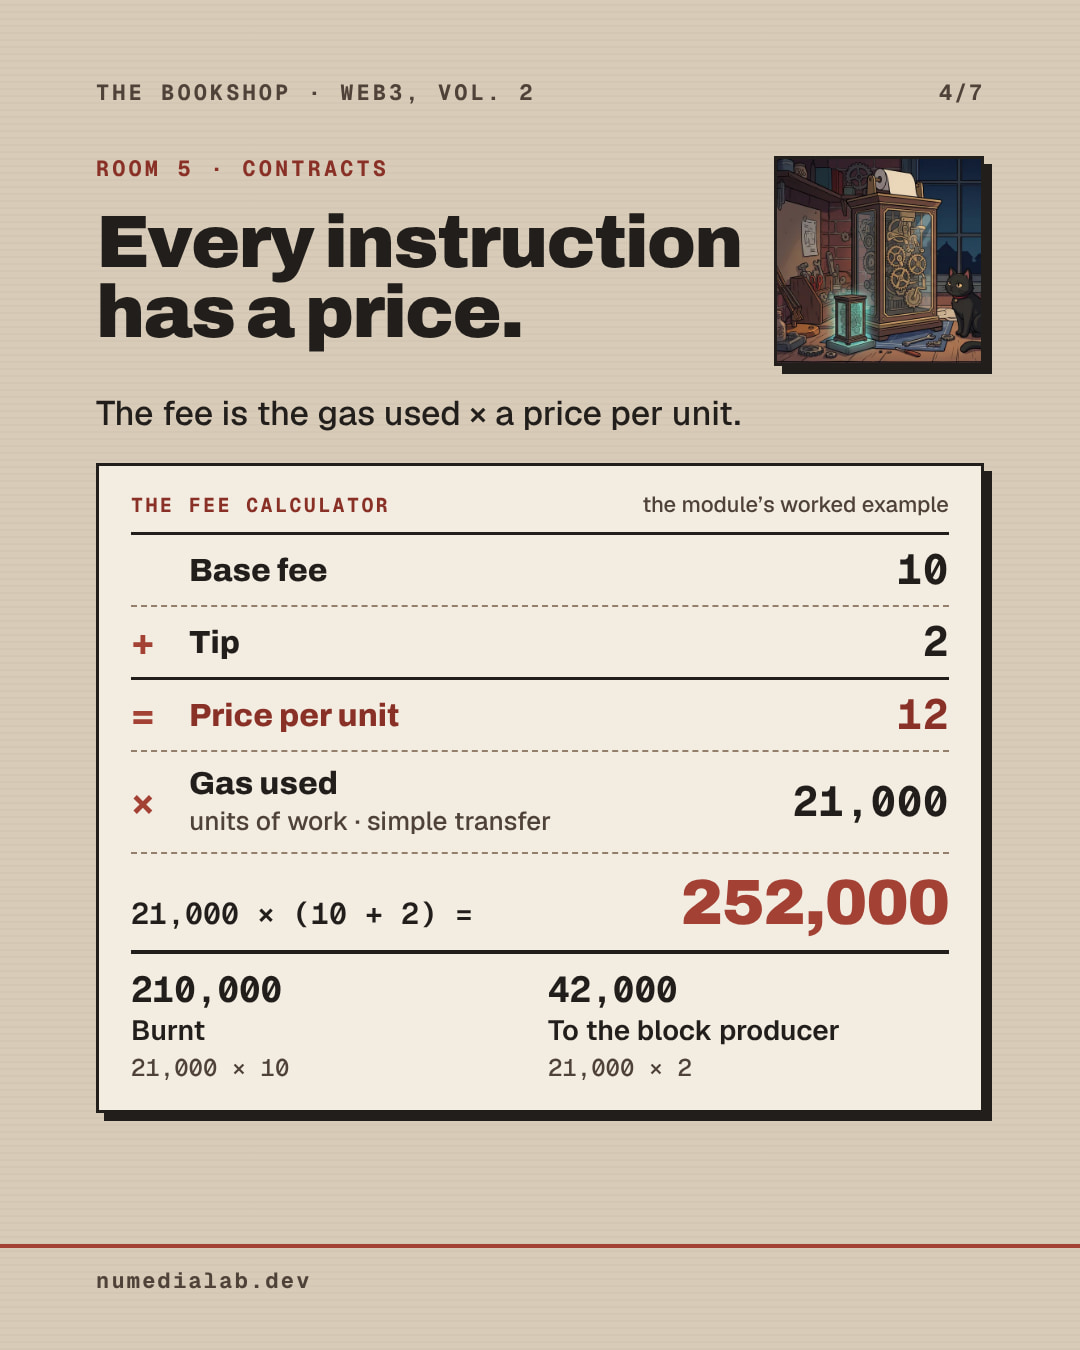 THE BOOKSHOP · WEB3, VOL. 2
4/7
ROOM 5 · CONTRACTS
Every instruction
has a price.
The fee is the gas used × a price per unit.
THE FEE CALCULATOR
the module’s worked example
Base fee 10
+ Tip 2
= Price per unit 12
× Gas used 21,000
units of work · simple transfer
21,000 × (10 + 2) = 252,000
210,000
Burnt
21,000 × 10
42,000
To the block producer
21,000 × 2
numedialab.dev